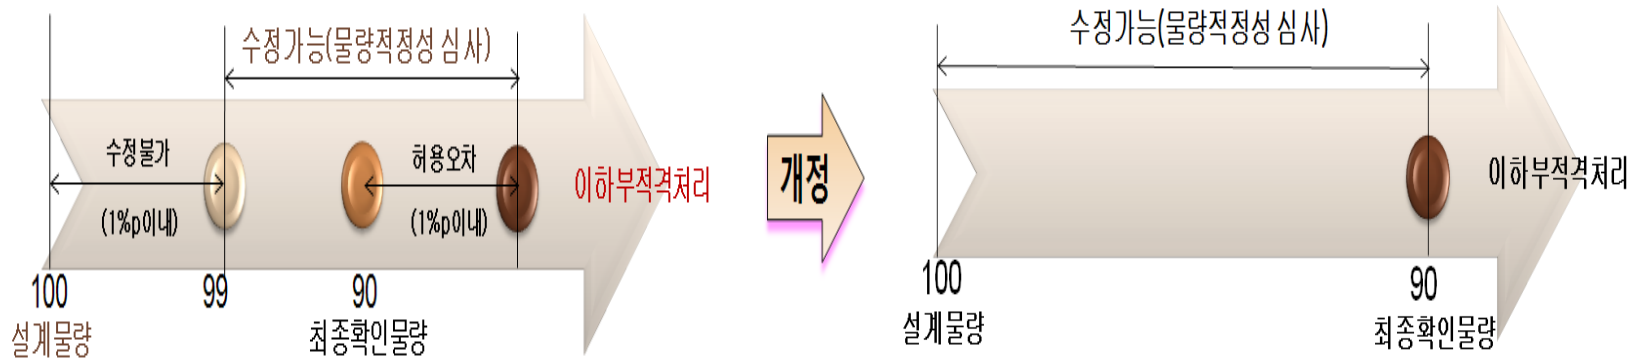 수정가능(물량적정성 심사)
수정불가
(1%p이내)
허용오차
(1%p이내)
이하부적격처리
100
99
90
설계물량
최종확인물량
개정
수정가능(물량적정성 심사)
이하부적격처리
100
90
설계물량
최종확인물량